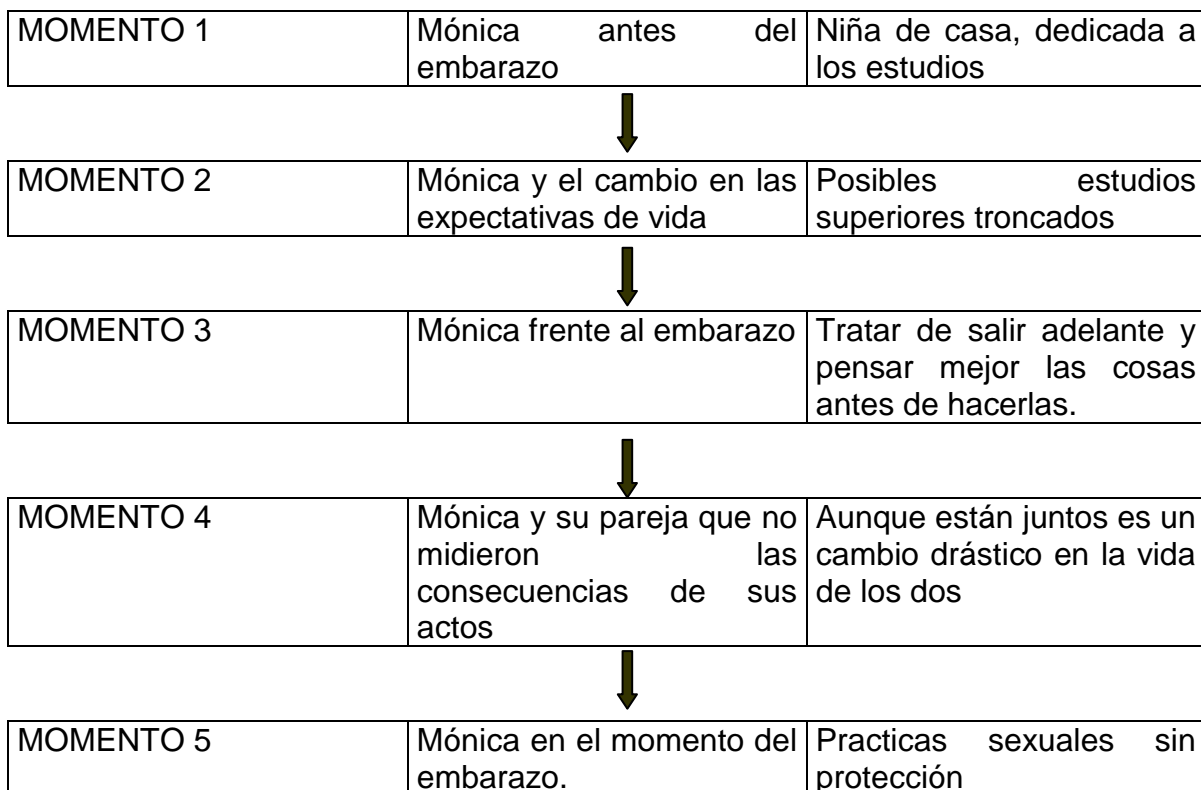 MOMENTO 1
Mónica antes del
embarazo
Niña de casa, dedicada a
los estudios
MOMENTO 2
Mónica y el cambio en las
expectativas de vida
Posibles estudios
superiores troncados
MOMENTO 3
Mónica frente al embarazo
Tratar de salir adelante y
pensar mejor las cosas
antes de hacerlas.
MOMENTO 4
Mónica y su pareja que no
midieron las
consecuencias de sus
actos
Aunque están juntos es un
cambio drástico en la vida
de los dos
MOMENTO 5
Mónica en el momento del
embarazo.
Practicas sexuales sin
protección